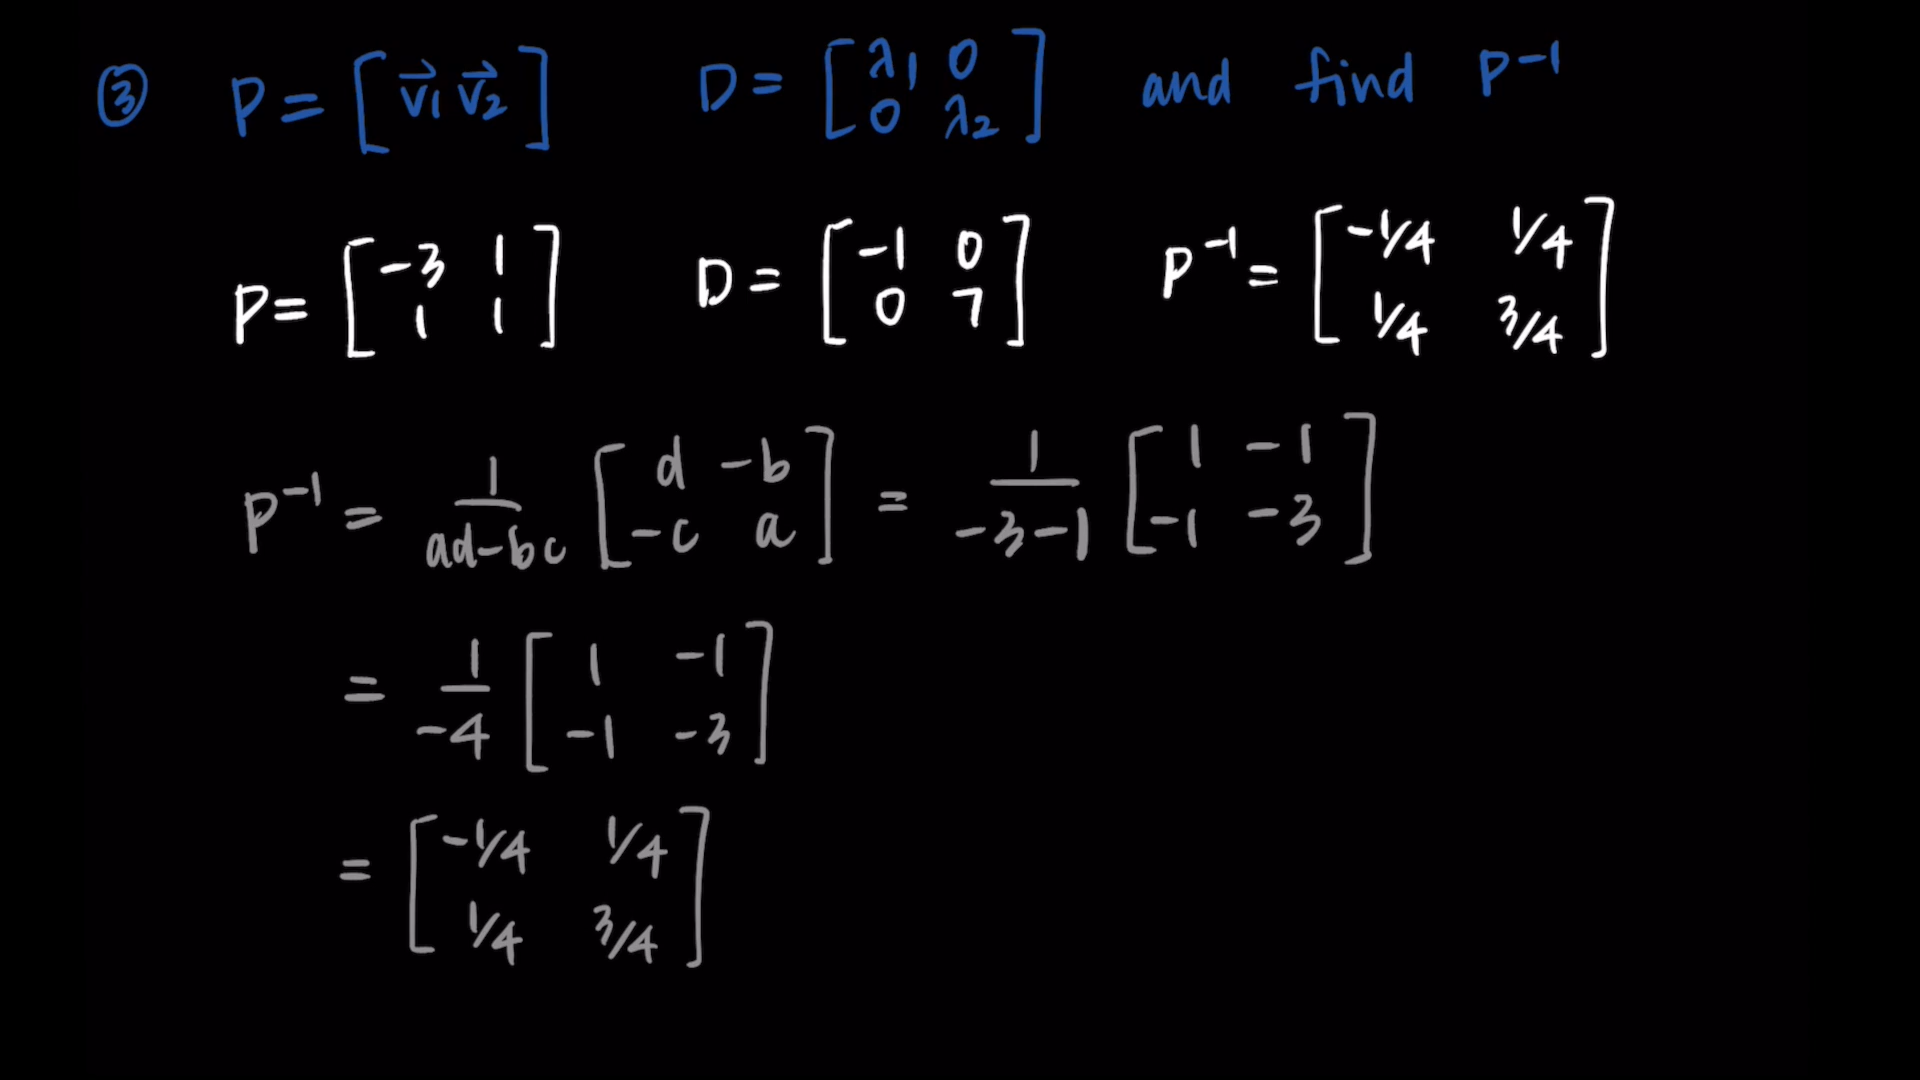 ③ P = [v⃗1 v⃗2] D = [λ1 0; 0 λ2] and find P⁻¹
P = [-3 1; 1 1] D = [-1 0; 0 7] P⁻¹ = [-1/4 1/4; 1/4 3/4]
P⁻¹ = 1/(ad-bc) [d -b; -c a] = 1/(-3-1) [1 -1; -1 -3]
= 1/-4 [1 -1; -1 -3]
= [-1/4 1/4; 1/4 3/4]